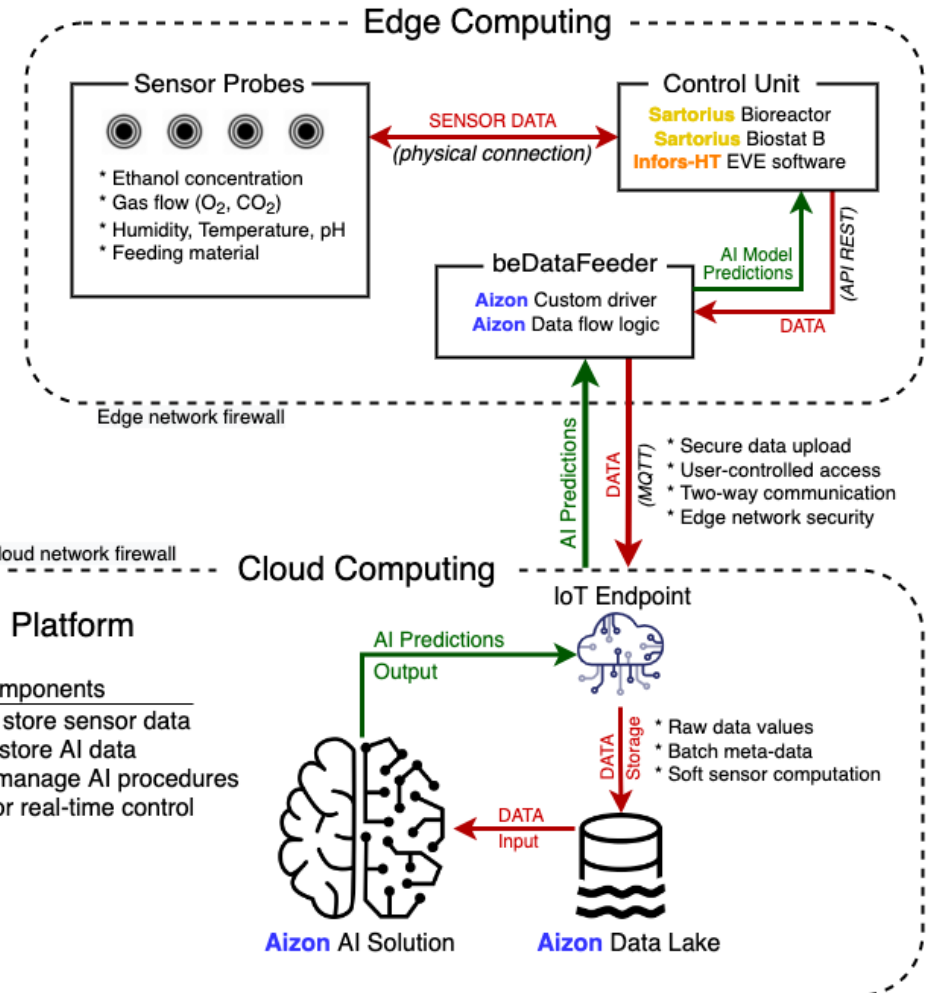 Edge Computing
Sensor Probes
* Ethanol concentration
* Gas flow (O₂, CO₂)
* Humidity, Temperature, pH
* Feeding material
SENSOR DATA
(physical connection)
Control Unit
Sartorius Bioreactor
Sartorius Biostat B
Infors-HT EVE software
AI Model
Predictions
(API REST)
DATA
beDataFeeder
Aizon Custom driver
Aizon Data flow logic
Edge network firewall
AI Predictions
DATA
(MQTT)
* Secure data upload
* User-controlled access
* Two-way communication
* Edge network security
loud network firewall
Cloud Computing
Platform
mponents
store sensor data
store AI data
manage AI procedures
or real-time control
IoT Endpoint
AI Predictions
Output
DATA
Storage
* Raw data values
* Batch meta-data
* Soft sensor computation
DATA
Input
Aizon AI Solution
Aizon Data Lake